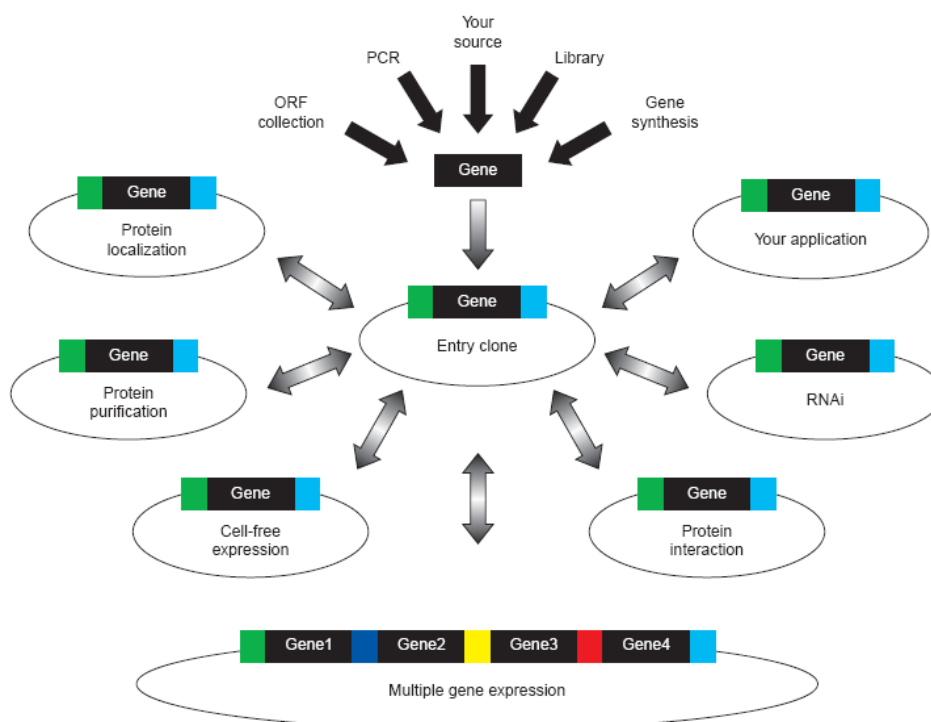 Your
source
PCR
Library
ORF
collection
Gene
synthesis
Gene
Gene
Protein
localization
Gene
Your application
Gene
Entry clone
Gene
Protein
purification
Gene
RNAi
Gene
Cell-free
expression
Gene
Protein
interaction
Gene1 Gene2 Gene3 Gene4
Multiple gene expression